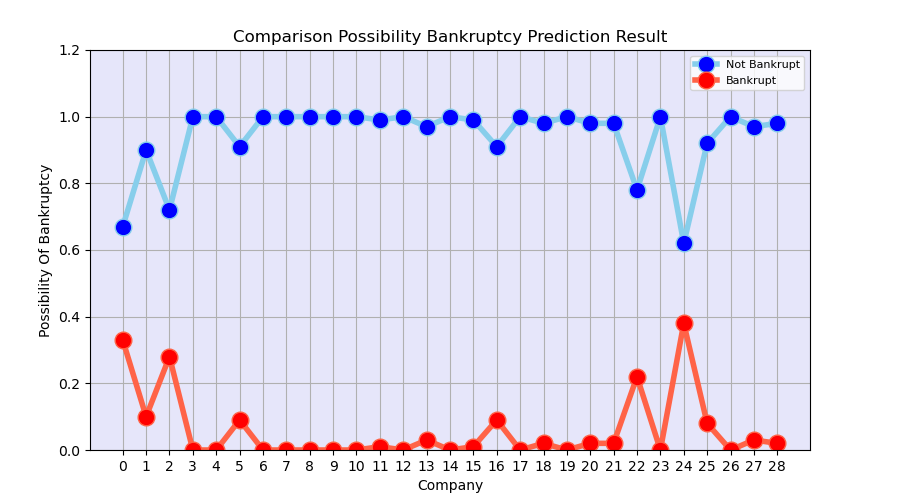 Comparison Possibility Bankruptcy Prediction Result
1.2
1.0
0.8
0.6
0.4
0.2
0.0
Possibility Of Bankruptcy
Not Bankrupt
Bankrupt
0 1 2 3 4 5 6 7 8 9 10 11 12 13 14 15 16 17 18 19 20 21 22 23 24 25 26 27 28
Company